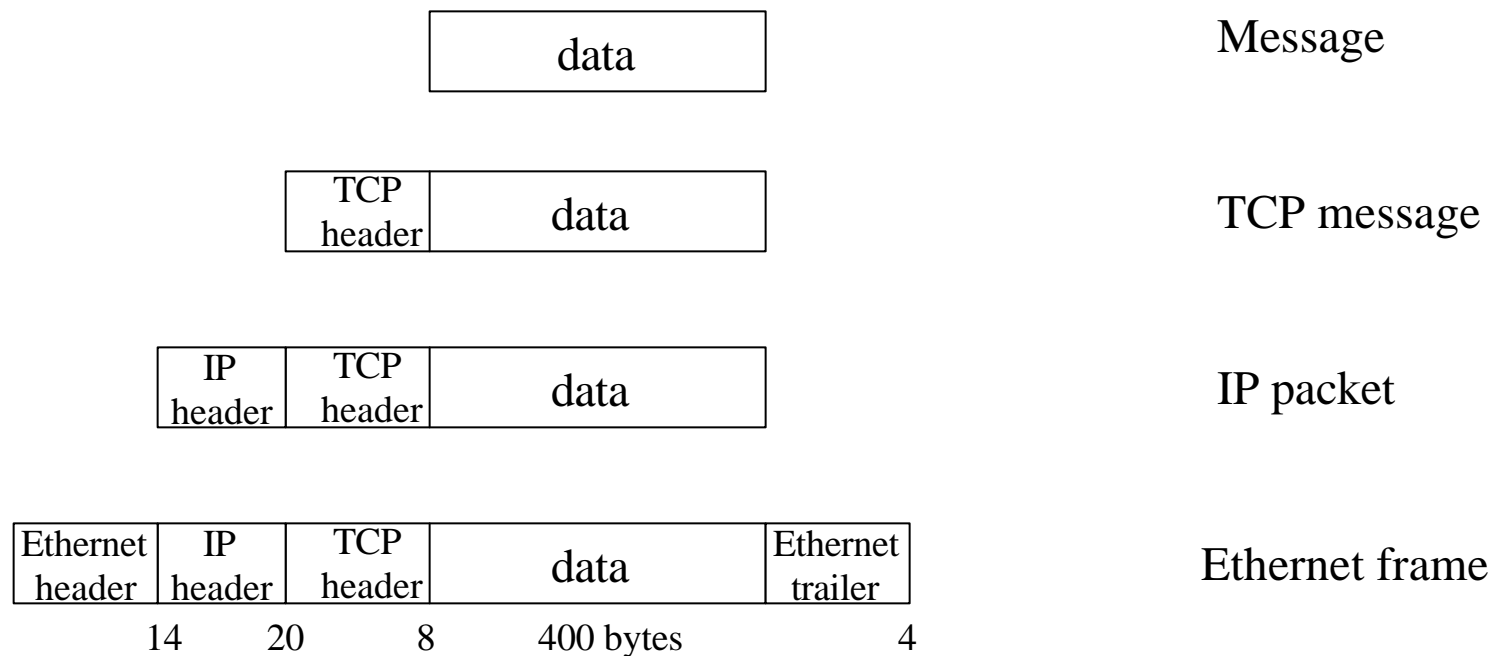 data
Message
TCP
header
data
TCP message
IP
header
TCP
header
data
IP packet
Ethernet
header
IP
header
TCP
header
data
Ethernet
trailer
Ethernet frame
14 20 8 400 bytes 4